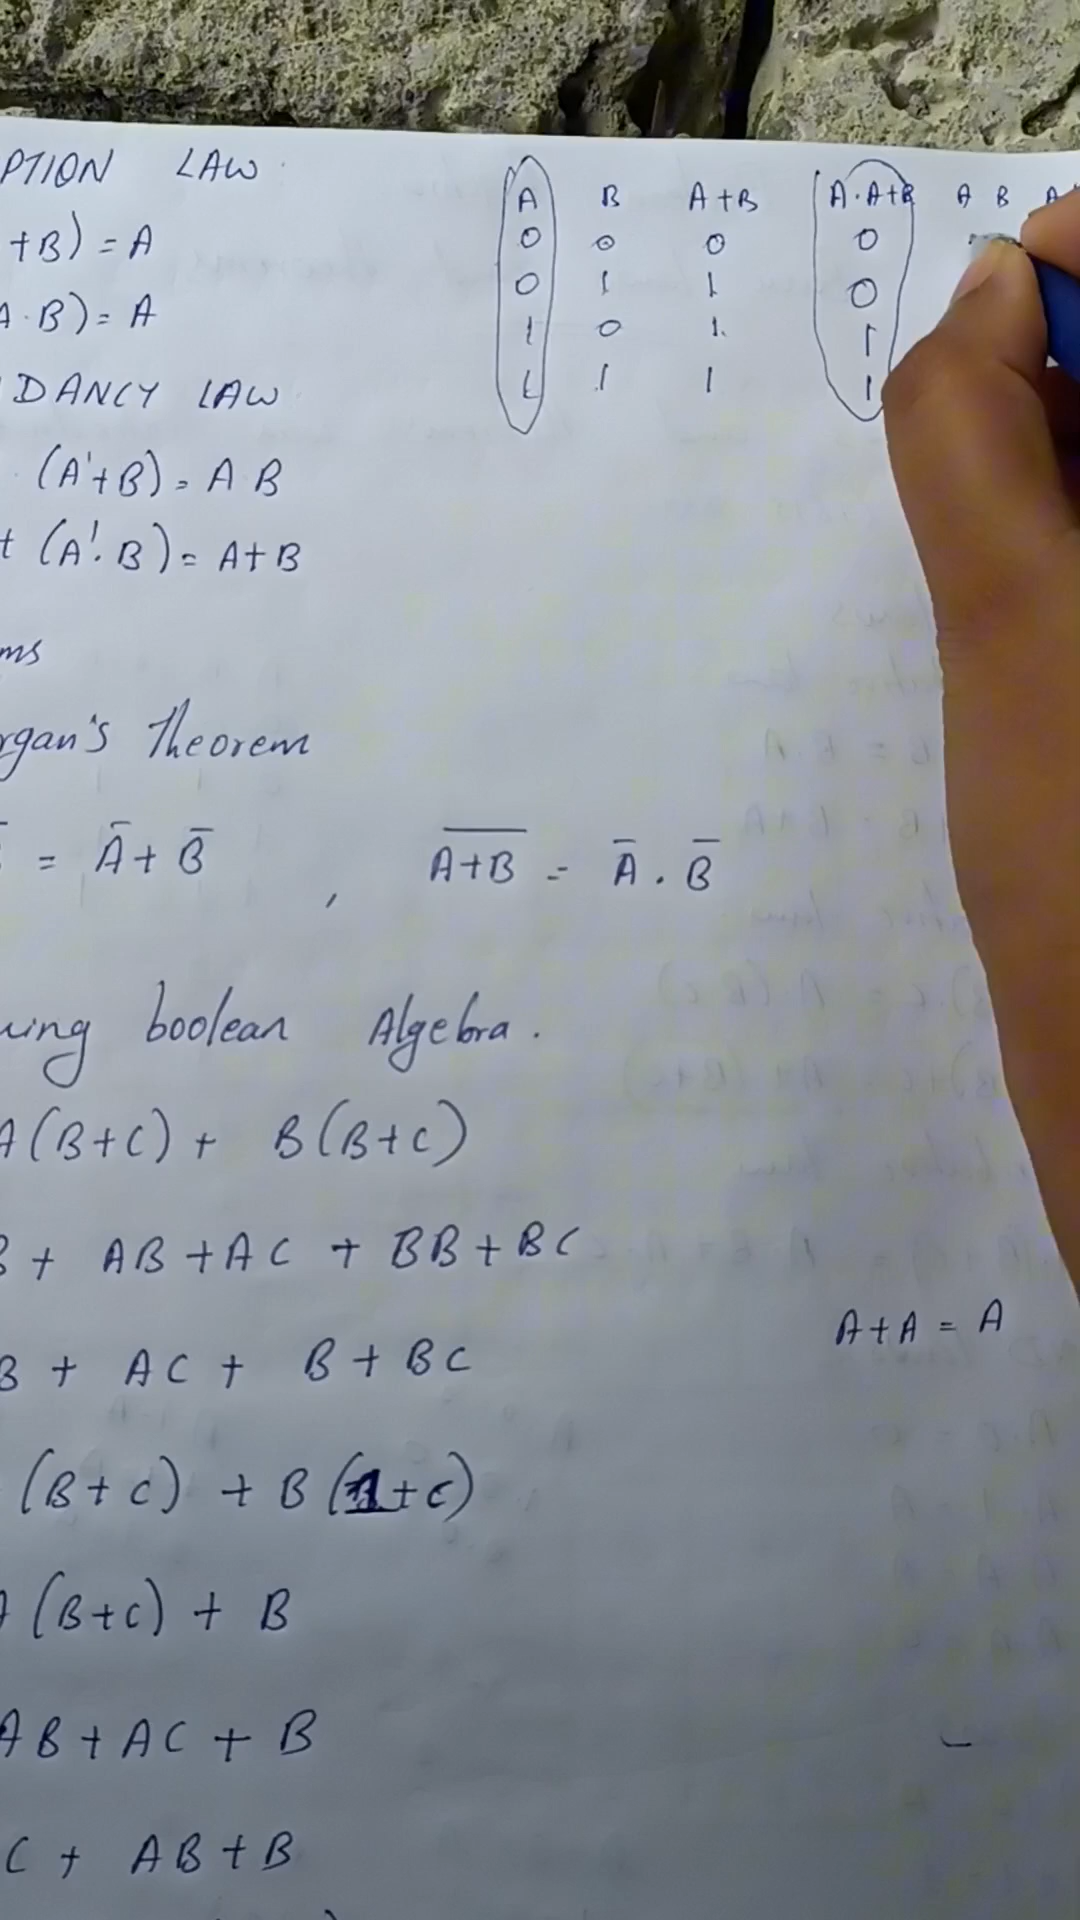 PTION LAW
+B) = A
A·B) = A
DANCY LAW
(A'+B) = A B
+ (A'·B) = A+B
ms
rgan's Theorem
= Ā + B̄ , A̅+̅B̅ = Ā . B̄
ing boolean Algebra.
A(B+C) + B(B+C)
B + AB + AC + BB + BC
B + AC + B + BC
(B+C) + B(1+C)
A(B+C) + B
AB + AC + B
C + AB + B
A B A+B A·A+B A B A
0 0 0 0
0 1 1 0
1 0 1 1
1 1 1 1
A+A = A